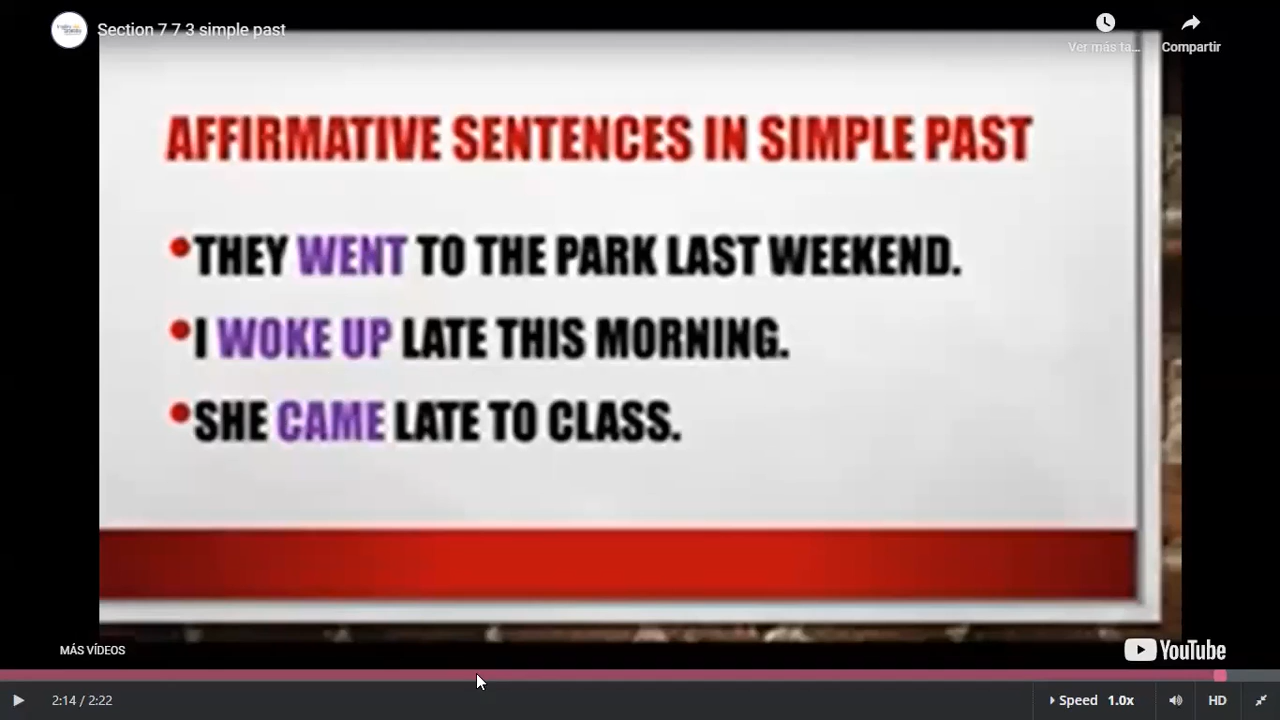 Section 7 7 3 simple past
Ver más ta...
Compartir
AFFIRMATIVE SENTENCES IN SIMPLE PAST
•THEY WENT TO THE PARK LAST WEEKEND.
•I WOKE UP LATE THIS MORNING.
•SHE CAME LATE TO CLASS.
MÁS VÍDEOS
YouTube
2:14 / 2:22
Speed 1.0x
HD